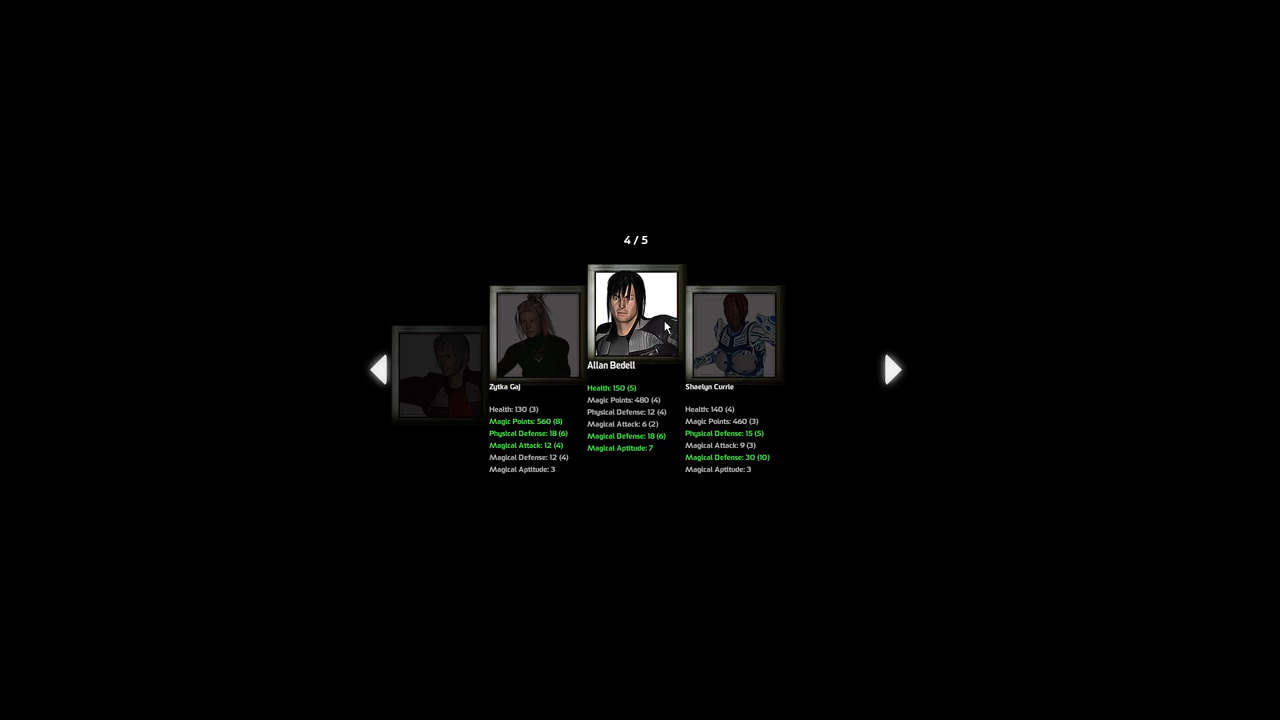 4 / 5
Zytka Gaj
Health: 130 (3)
Magic Points: 560 (8)
Physical Defense: 18 (6)
Magical Attack: 12 (4)
Magical Defense: 12 (4)
Magical Aptitude: 3
Allan Bedell
Health: 150 (5)
Magic Points: 480 (4)
Physical Defense: 12 (4)
Magical Attack: 6 (2)
Magical Defense: 18 (6)
Magical Aptitude: 7
Shaelyn Currie
Health: 140 (4)
Magic Points: 460 (3)
Physical Defense: 15 (5)
Magical Attack: 9 (3)
Magical Defense: 30 (10)
Magical Aptitude: 3